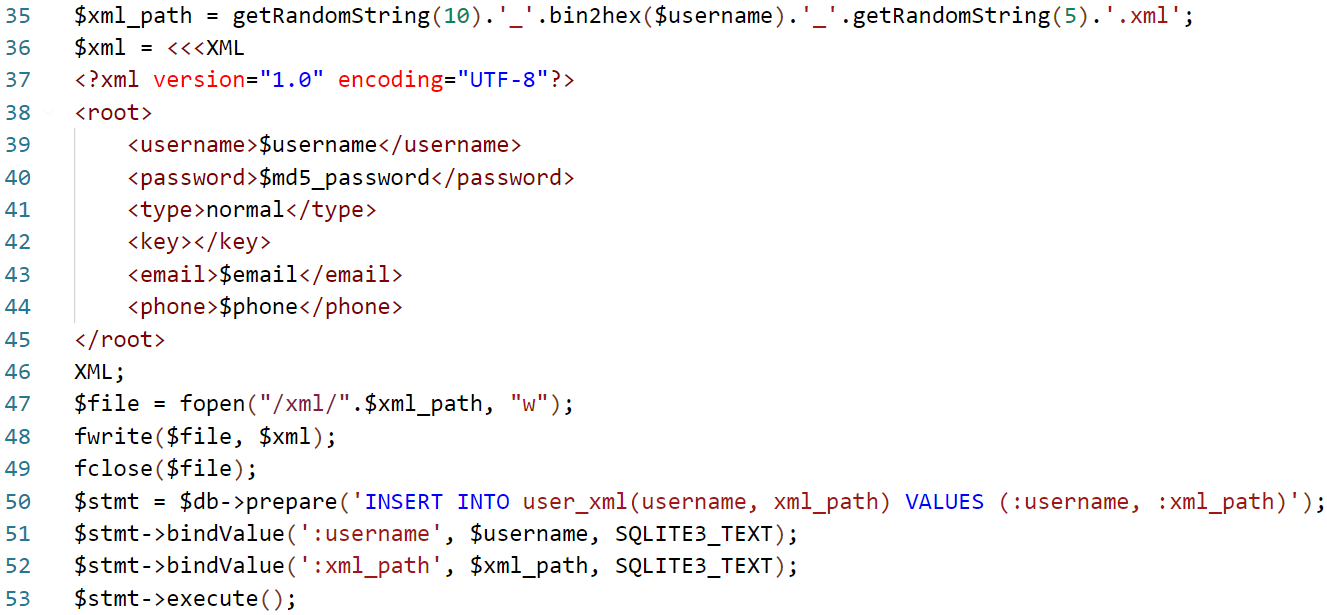 35 $xml_path = getRandomString(10).'_'.bin2hex($username).'_'.getRandomString(5).'.xml';
36 $xml = <<<XML
37 <?xml version="1.0" encoding="UTF-8"?>
38 <root>
39     <username>$username</username>
40     <password>$md5_password</password>
41     <type>normal</type>
42     <key></key>
43     <email>$email</email>
44     <phone>$phone</phone>
45 </root>
46 XML;
47 $file = fopen("/xml/".$xml_path, "w");
48 fwrite($file, $xml);
49 fclose($file);
50 $stmt = $db->prepare('INSERT INTO user_xml(username, xml_path) VALUES (:username, :xml_path)');
51 $stmt->bindValue(':username', $username, SQLITE3_TEXT);
52 $stmt->bindValue(':xml_path', $xml_path, SQLITE3_TEXT);
53 $stmt->execute();